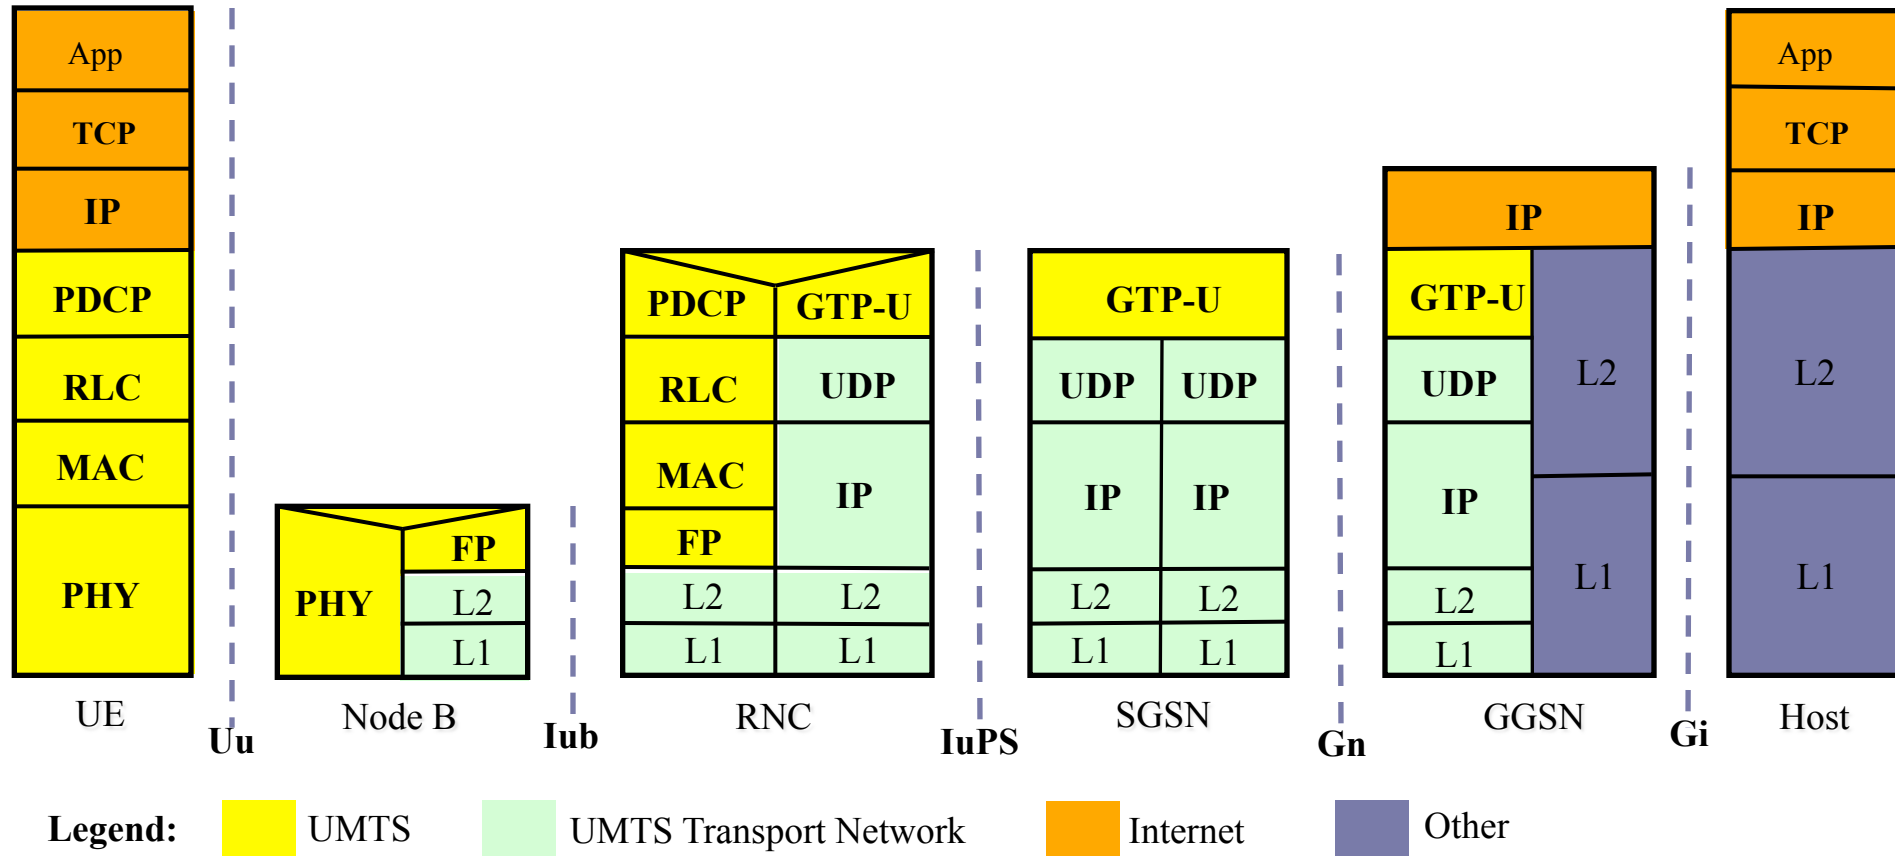 App
TCP
IP
PDCP
RLC
MAC
PHY
UE
Uu
PHY
FP
L2
L1
Node B
Iub
PDCP
GTP-U
RLC
UDP
MAC
IP
FP
L2
L2
L1
L1
RNC
IuPS
GTP-U
UDP
UDP
IP
IP
L2
L2
L1
L1
SGSN
Gn
IP
GTP-U
L2
UDP
IP
L1
L2
L1
GGSN
Gi
App
TCP
IP
L2
L1
Host
Legend:
UMTS
UMTS Transport Network
Internet
Other